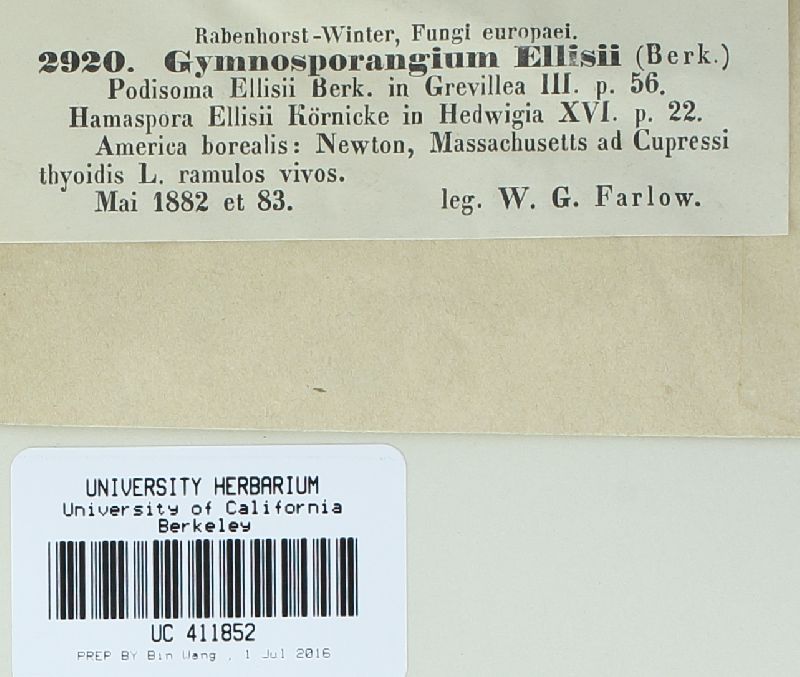 Rabenhorst-Winter, Fungi europaei.
2920. Gymnosporangium Ellisii (Berk.)
Podisoma Ellisii Berk. in Grevillea III. p. 56.
Hamaspora Ellisii Körnicke in Hedwigia XVI. p. 22.
America borealis: Newton, Massachusetts ad Cupressi
thyoidis L. ramulos vivos.
Mai 1882 et 83. leg. W. G. Farlow.
UNIVERSITY HERBARIUM
University of California
Berkeley
UC 411852
PREP BY Bin Wang , 1 Jul 2016